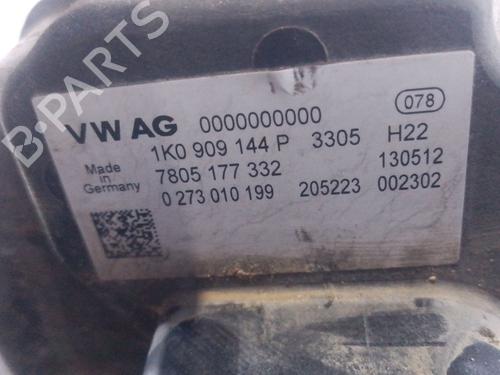 B-PARTS
VW AG 0000000000 078
1K0 909 144 P 3305 H22
Made in Germany 7805 177 332 130512
0 273 010 199 205223 002302
B-PARTS